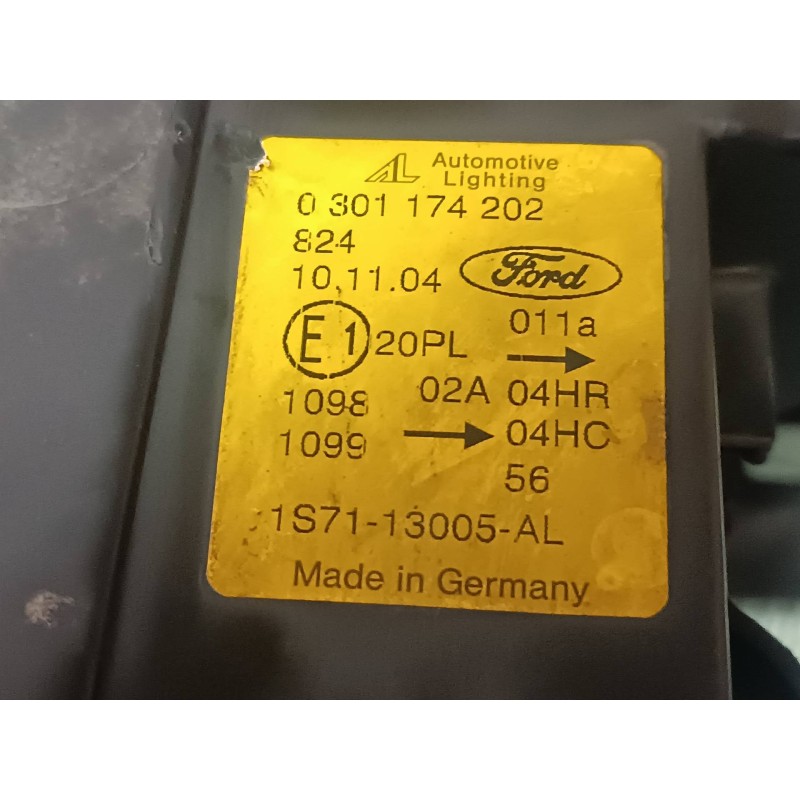 AL Automotive
Lighting
0 301 174 202
824
10.11.04 Ford
E1 20PL 011a
→
1098 02A 04HR
1099 → 04HC
56
1S71-13005-AL
Made in Germany